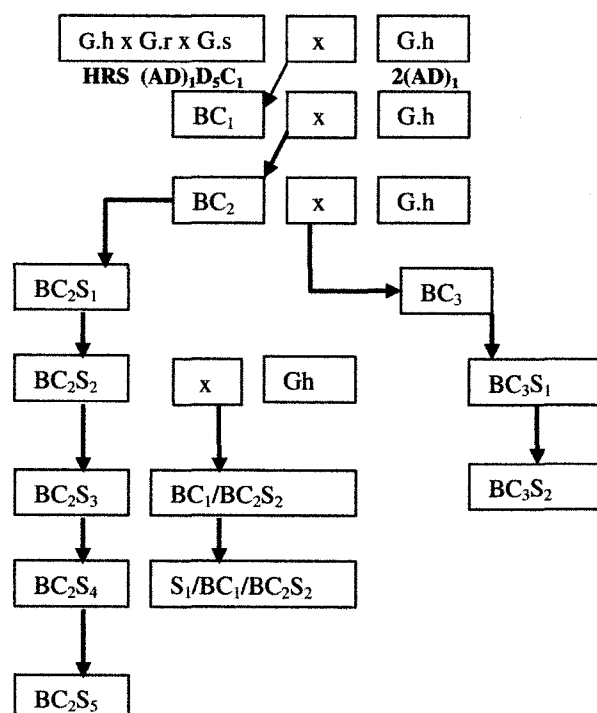 G.h x G.r x G.s x G.h
HRS (AD)₁D₅C₁ 2(AD)₁
BC₁ x G.h
BC₂ x G.h
BC₂S₁ BC₃
BC₂S₂ x Gh BC₃S₁
BC₂S₃ BC₁/BC₂S₂ BC₃S₂
BC₂S₄ S₁/BC₁/BC₂S₂
BC₂S₅